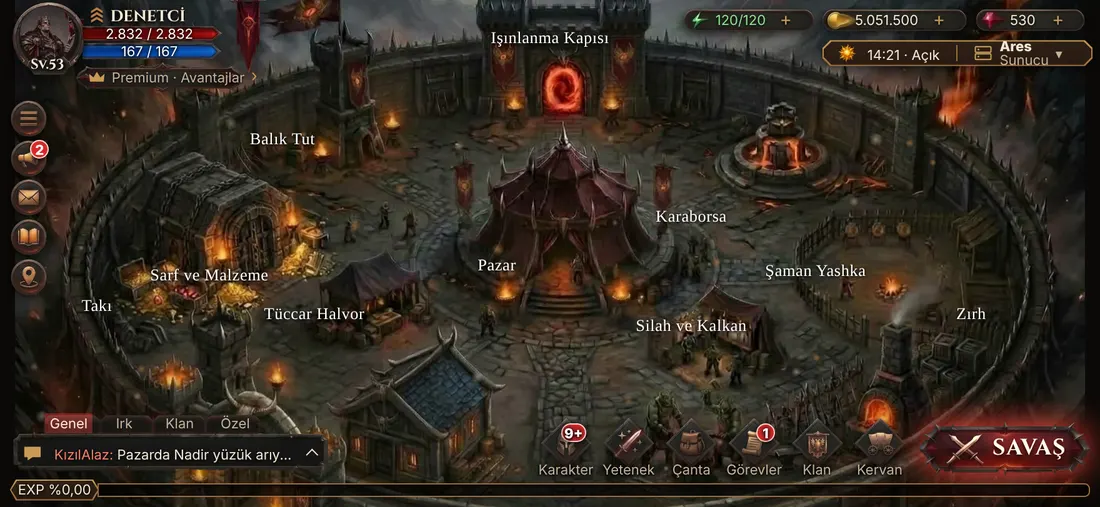 DENETCİ
2.832 / 2.832
167 / 167
Sv.53
Premium · Avantajlar
120/120 +
5.051.500 +
530 +
14:21 · Açık
Ares
Sunucu
Işınlanma Kapısı
Balık Tut
2
Karaborsa
Pazar
Şaman Yashka
Sarf ve Malzeme
Takı
Tüccar Halvor
Silah ve Kalkan
Zırh
Genel Irk Klan Özel
KızılAlaz: Pazarda Nadir yüzük arıy...
9+
1
Karakter Yetenek Çanta Görevler Klan Kervan
SAVAŞ
EXP %0,00